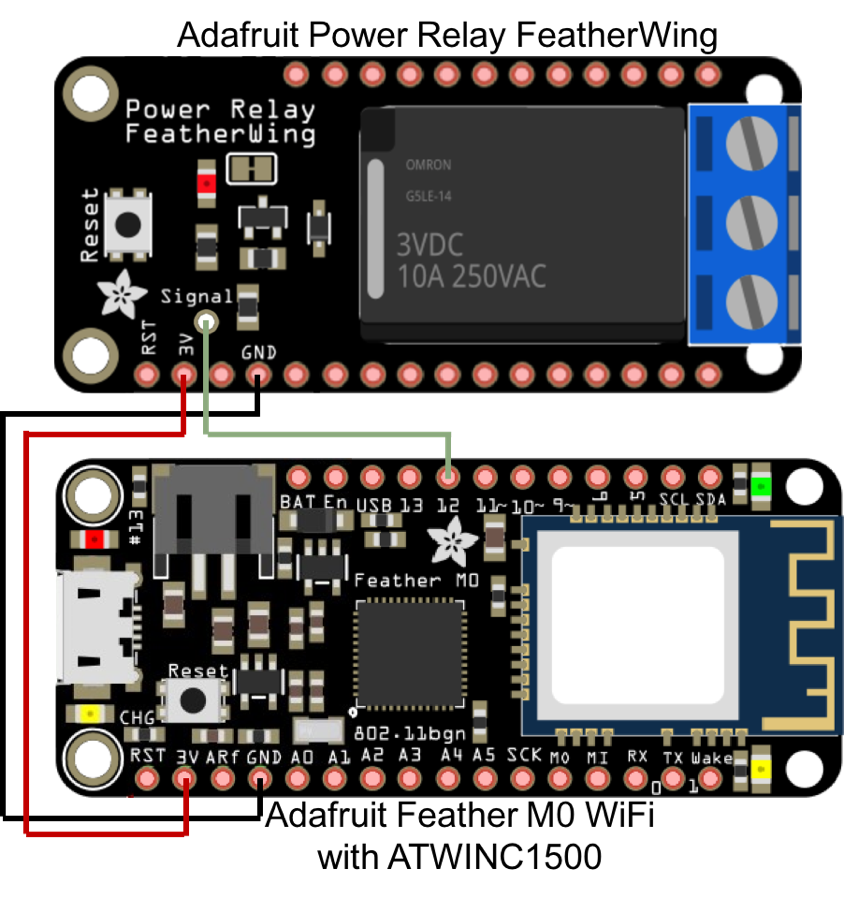 Adafruit Power Relay FeatherWing
Power Relay
FeatherWing
OMRON
G5LE-14
3VDC
10A 250VAC
Reset
Signal
RST
3V
GND
BAT En USB 13 12 11~ 10~ 9~ 6 5 SCL SDA
#13
Feather M0
Reset
CHG
802.11bgn
RST 3V ARf GND A0 A1 A2 A3 A4 A5 SCK MO MI RX TX Wake
0 1
Adafruit Feather M0 WiFi
with ATWINC1500